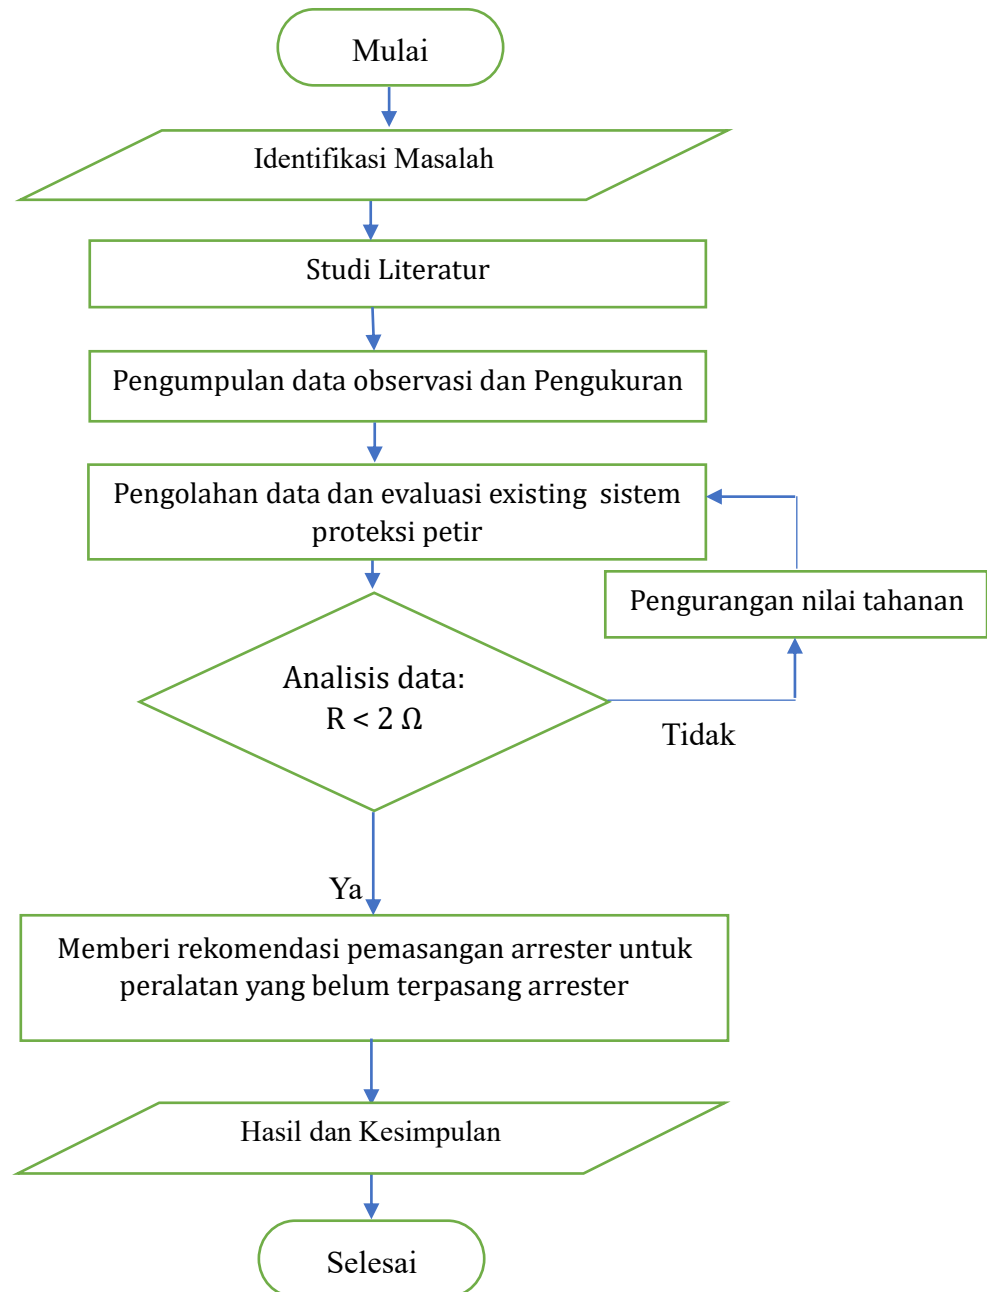 Mulai
Identifikasi Masalah
Studi Literatur
Pengumpulan data observasi dan Pengukuran
Pengolahan data dan evaluasi existing  sistem
proteksi petir
Pengurangan nilai tahanan
Analisis data:
R < 2 Ω
Tidak
Ya
Memberi rekomendasi pemasangan arrester untuk
peralatan yang belum terpasang arrester
Hasil dan Kesimpulan
Selesai